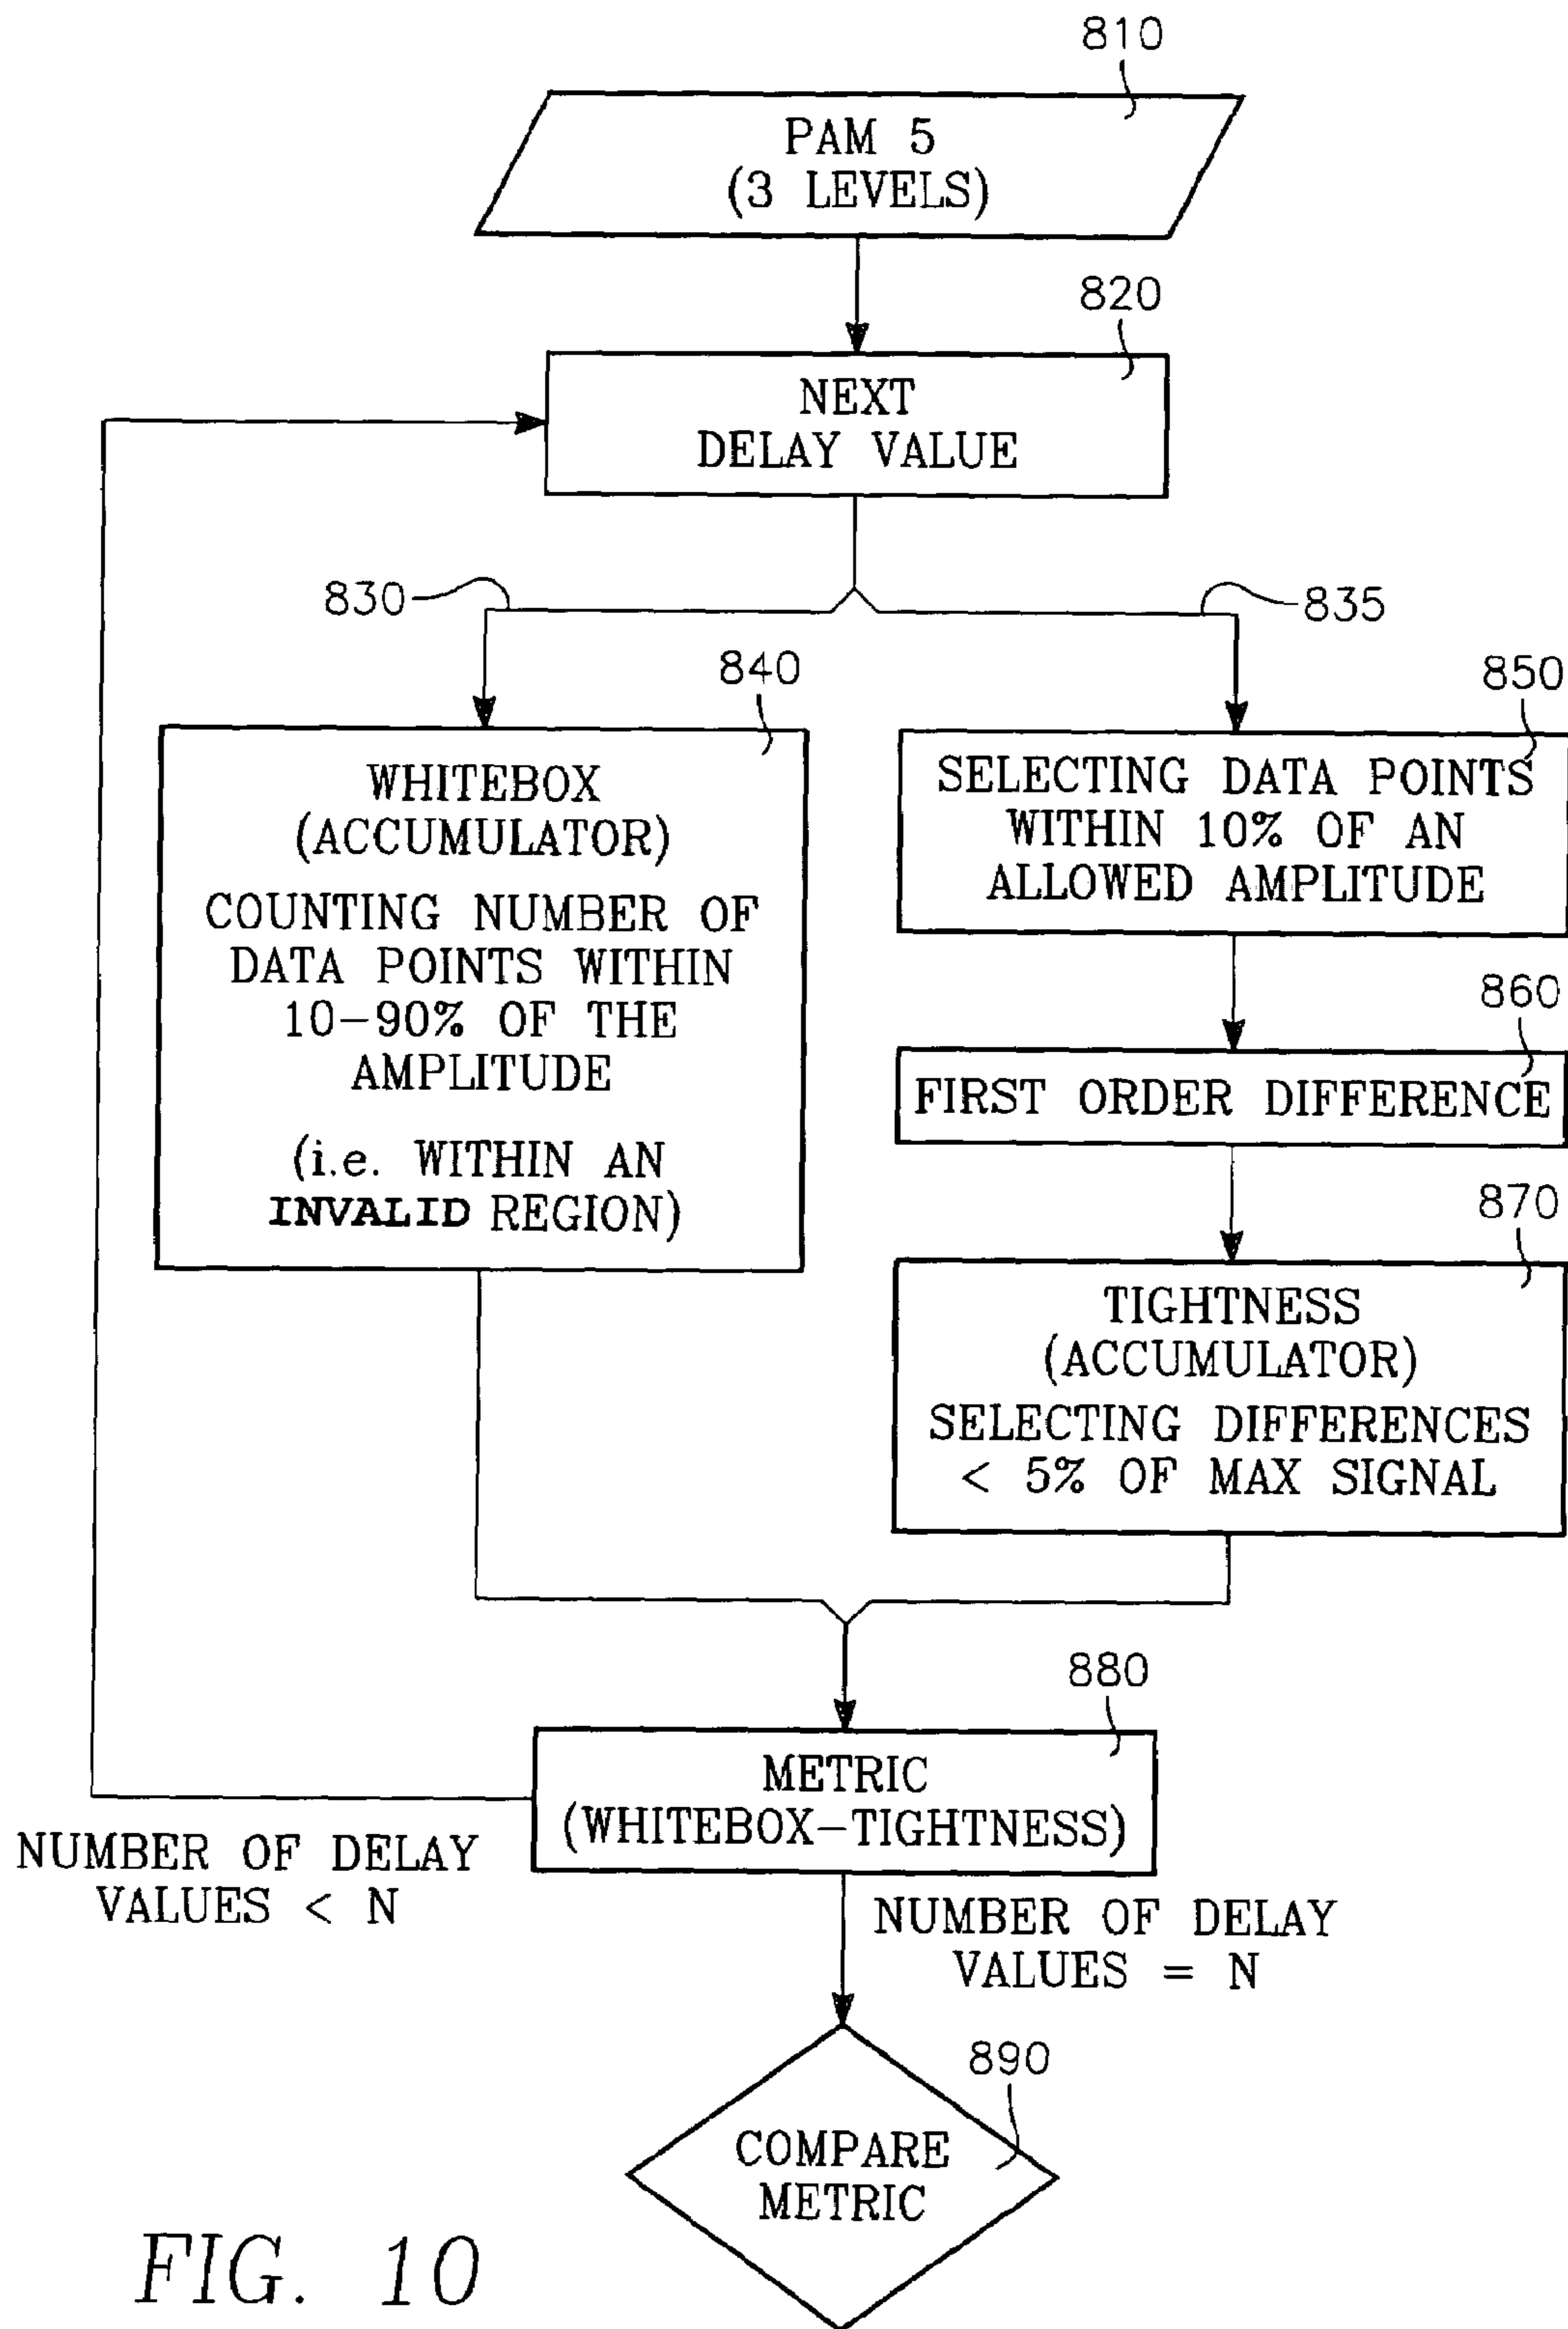 810
PAM 5
(3 LEVELS)
820
NEXT
DELAY VALUE
830
835
840
WHITEBOX
(ACCUMULATOR)
COUNTING NUMBER OF
DATA POINTS WITHIN
10-90% OF THE
AMPLITUDE
(i.e. WITHIN AN
INVALID REGION)
850
SELECTING DATA POINTS
WITHIN 10% OF AN
ALLOWED AMPLITUDE
860
FIRST ORDER DIFFERENCE
870
TIGHTNESS
(ACCUMULATOR)
SELECTING DIFFERENCES
< 5% OF MAX SIGNAL
880
METRIC
(WHITEBOX-TIGHTNESS)
NUMBER OF DELAY
VALUES < N
NUMBER OF DELAY
VALUES = N
890
COMPARE
METRIC
FIG. 10